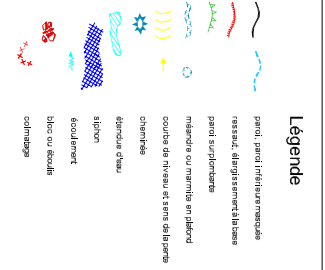 Légende
paroi, paroi inférieure masquée
ressaut, élargissement à la base
paroi surplombante
méandre ou marmite en plafond
courbe de niveau et sens de la pente
cheminée
étendue d'eau
siphon
écoulement
bloc ou éboulis
colmatage